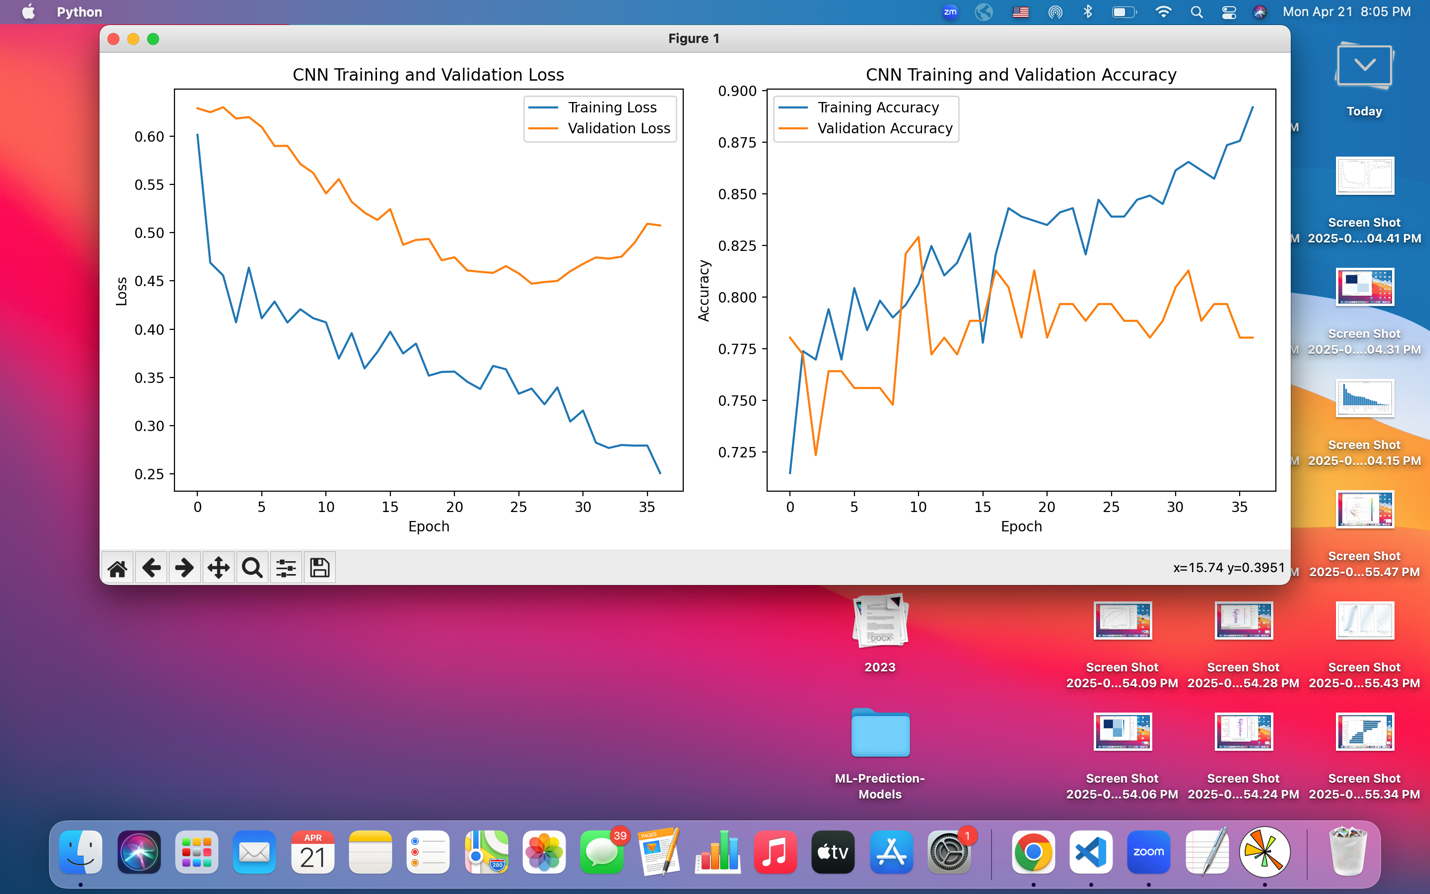 Python
zm
Mon Apr 21 8:05 PM
Figure 1
CNN Training and Validation Loss
Training Loss
Validation Loss
0.60
0.55
0.50
0.45
0.40
0.35
0.30
0.25
Loss
0 5 10 15 20 25 30 35
Epoch
CNN Training and Validation Accuracy
Training Accuracy
Validation Accuracy
0.900
0.875
0.850
0.825
0.800
0.775
0.750
0.725
Accuracy
0 5 10 15 20 25 30 35
Epoch
x=15.74 y=0.3951
Today
M
Screen Shot
M 2025-0....04.41 PM
Screen Shot
M 2025-0....04.31 PM
Screen Shot
M 2025-0....04.15 PM
Screen Shot
M 2025-0...55.47 PM
DOCX
2023
Screen Shot
2025-0...54.09 PM
Screen Shot
2025-0...54.28 PM
Screen Shot
2025-0...55.43 PM
ML-Prediction-
Models
Screen Shot
2025-0...54.06 PM
Screen Shot
2025-0...54.24 PM
Screen Shot
2025-0...55.34 PM
APR
21
280
39
PAGES
tv
1
zoom